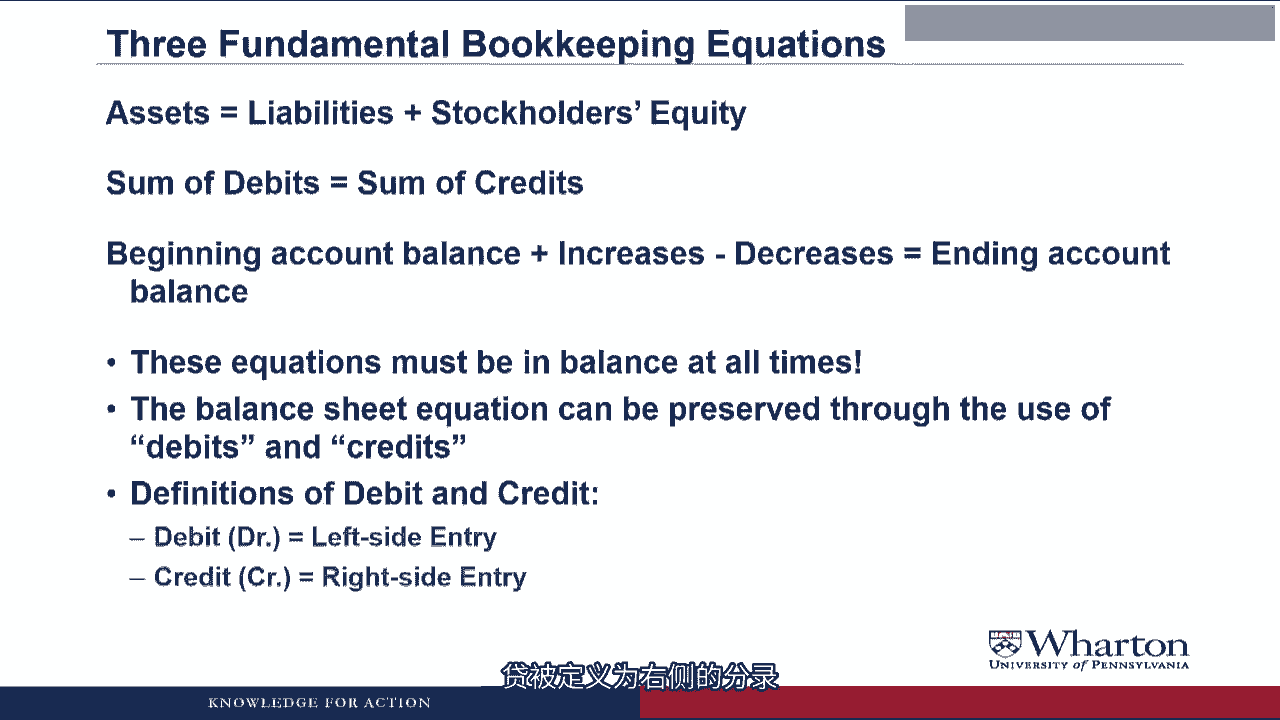 Three Fundamental Bookkeeping Equations
Assets = Liabilities + Stockholders’ Equity
Sum of Debits = Sum of Credits
Beginning account balance + Increases - Decreases = Ending account
balance
• These equations must be in balance at all times!
• The balance sheet equation can be preserved through the use of
“debits” and “credits”
• Definitions of Debit and Credit:
– Debit (Dr.) = Left-side Entry
– Credit (Cr.) = Right-side Entry
Wharton
UNIVERSITY of PENNSYLVANIA
贷被定义为右侧的分录
KNOWLEDGE FOR ACTION